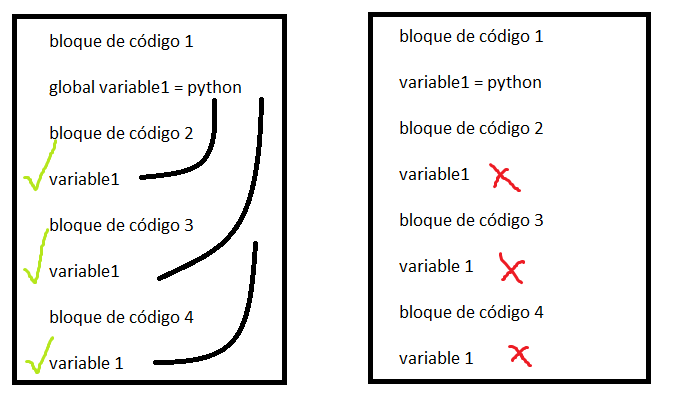 bloque de código 1
global variable1 = python
bloque de código 2
variable1
bloque de código 3
variable1
bloque de código 4
variable 1
bloque de código 1
variable1 = python
bloque de código 2
variable1
bloque de código 3
variable 1
bloque de código 4
variable 1